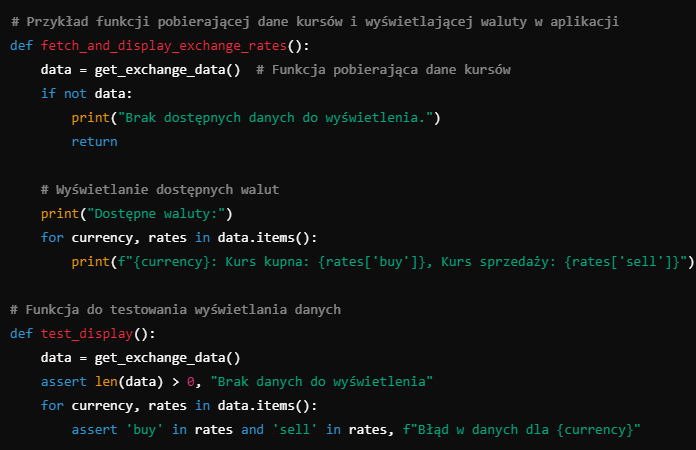 # Przykład funkcji pobierającej dane kursów i wyświetlającej waluty w aplikacji
def fetch_and_display_exchange_rates():
    data = get_exchange_data()  # Funkcja pobierająca dane kursów
    if not data:
        print("Brak dostępnych danych do wyświetlenia.")
        return

    # Wyświetlanie dostępnych walut
    print("Dostępne waluty:")
    for currency, rates in data.items():
        print(f"{currency}: Kurs kupna: {rates['buy']}, Kurs sprzedaży: {rates['sell']}")

# Funkcja do testowania wyświetlania danych
def test_display():
    data = get_exchange_data()
    assert len(data) > 0, "Brak danych do wyświetlenia"
    for currency, rates in data.items():
        assert 'buy' in rates and 'sell' in rates, f"Błąd w danych dla {currency}"